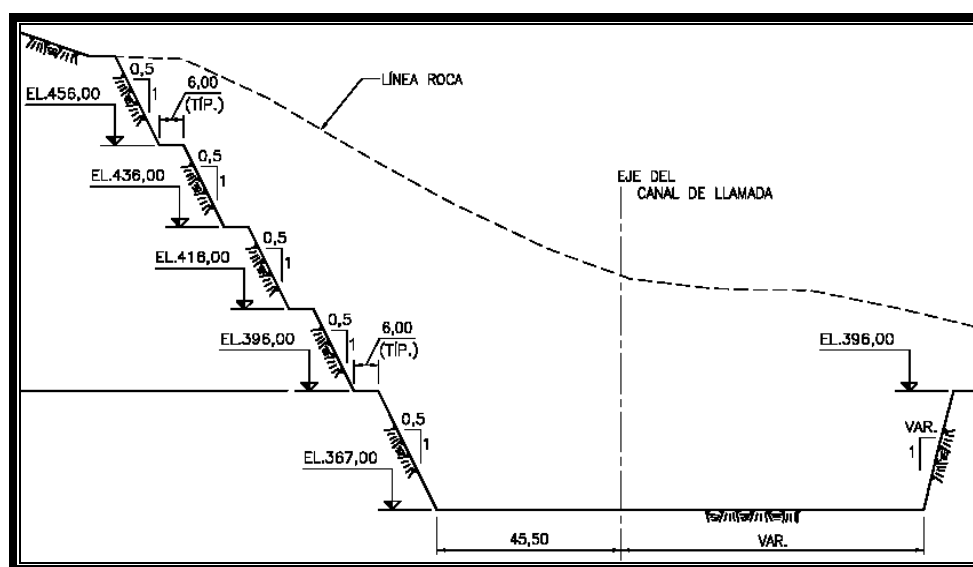 0,5
1
6,00
(TÍP.)
EL.456,00
LÍNEA ROCA
0,5
1
EL.436,00
EJE DEL
CANAL DE LLAMADA
0,5
1
EL.416,00
0,5
1
6,00
(TÍP.)
EL.396,00
EL.396,00
0,5
1
VAR.
1
EL.367,00
45,50
VAR.